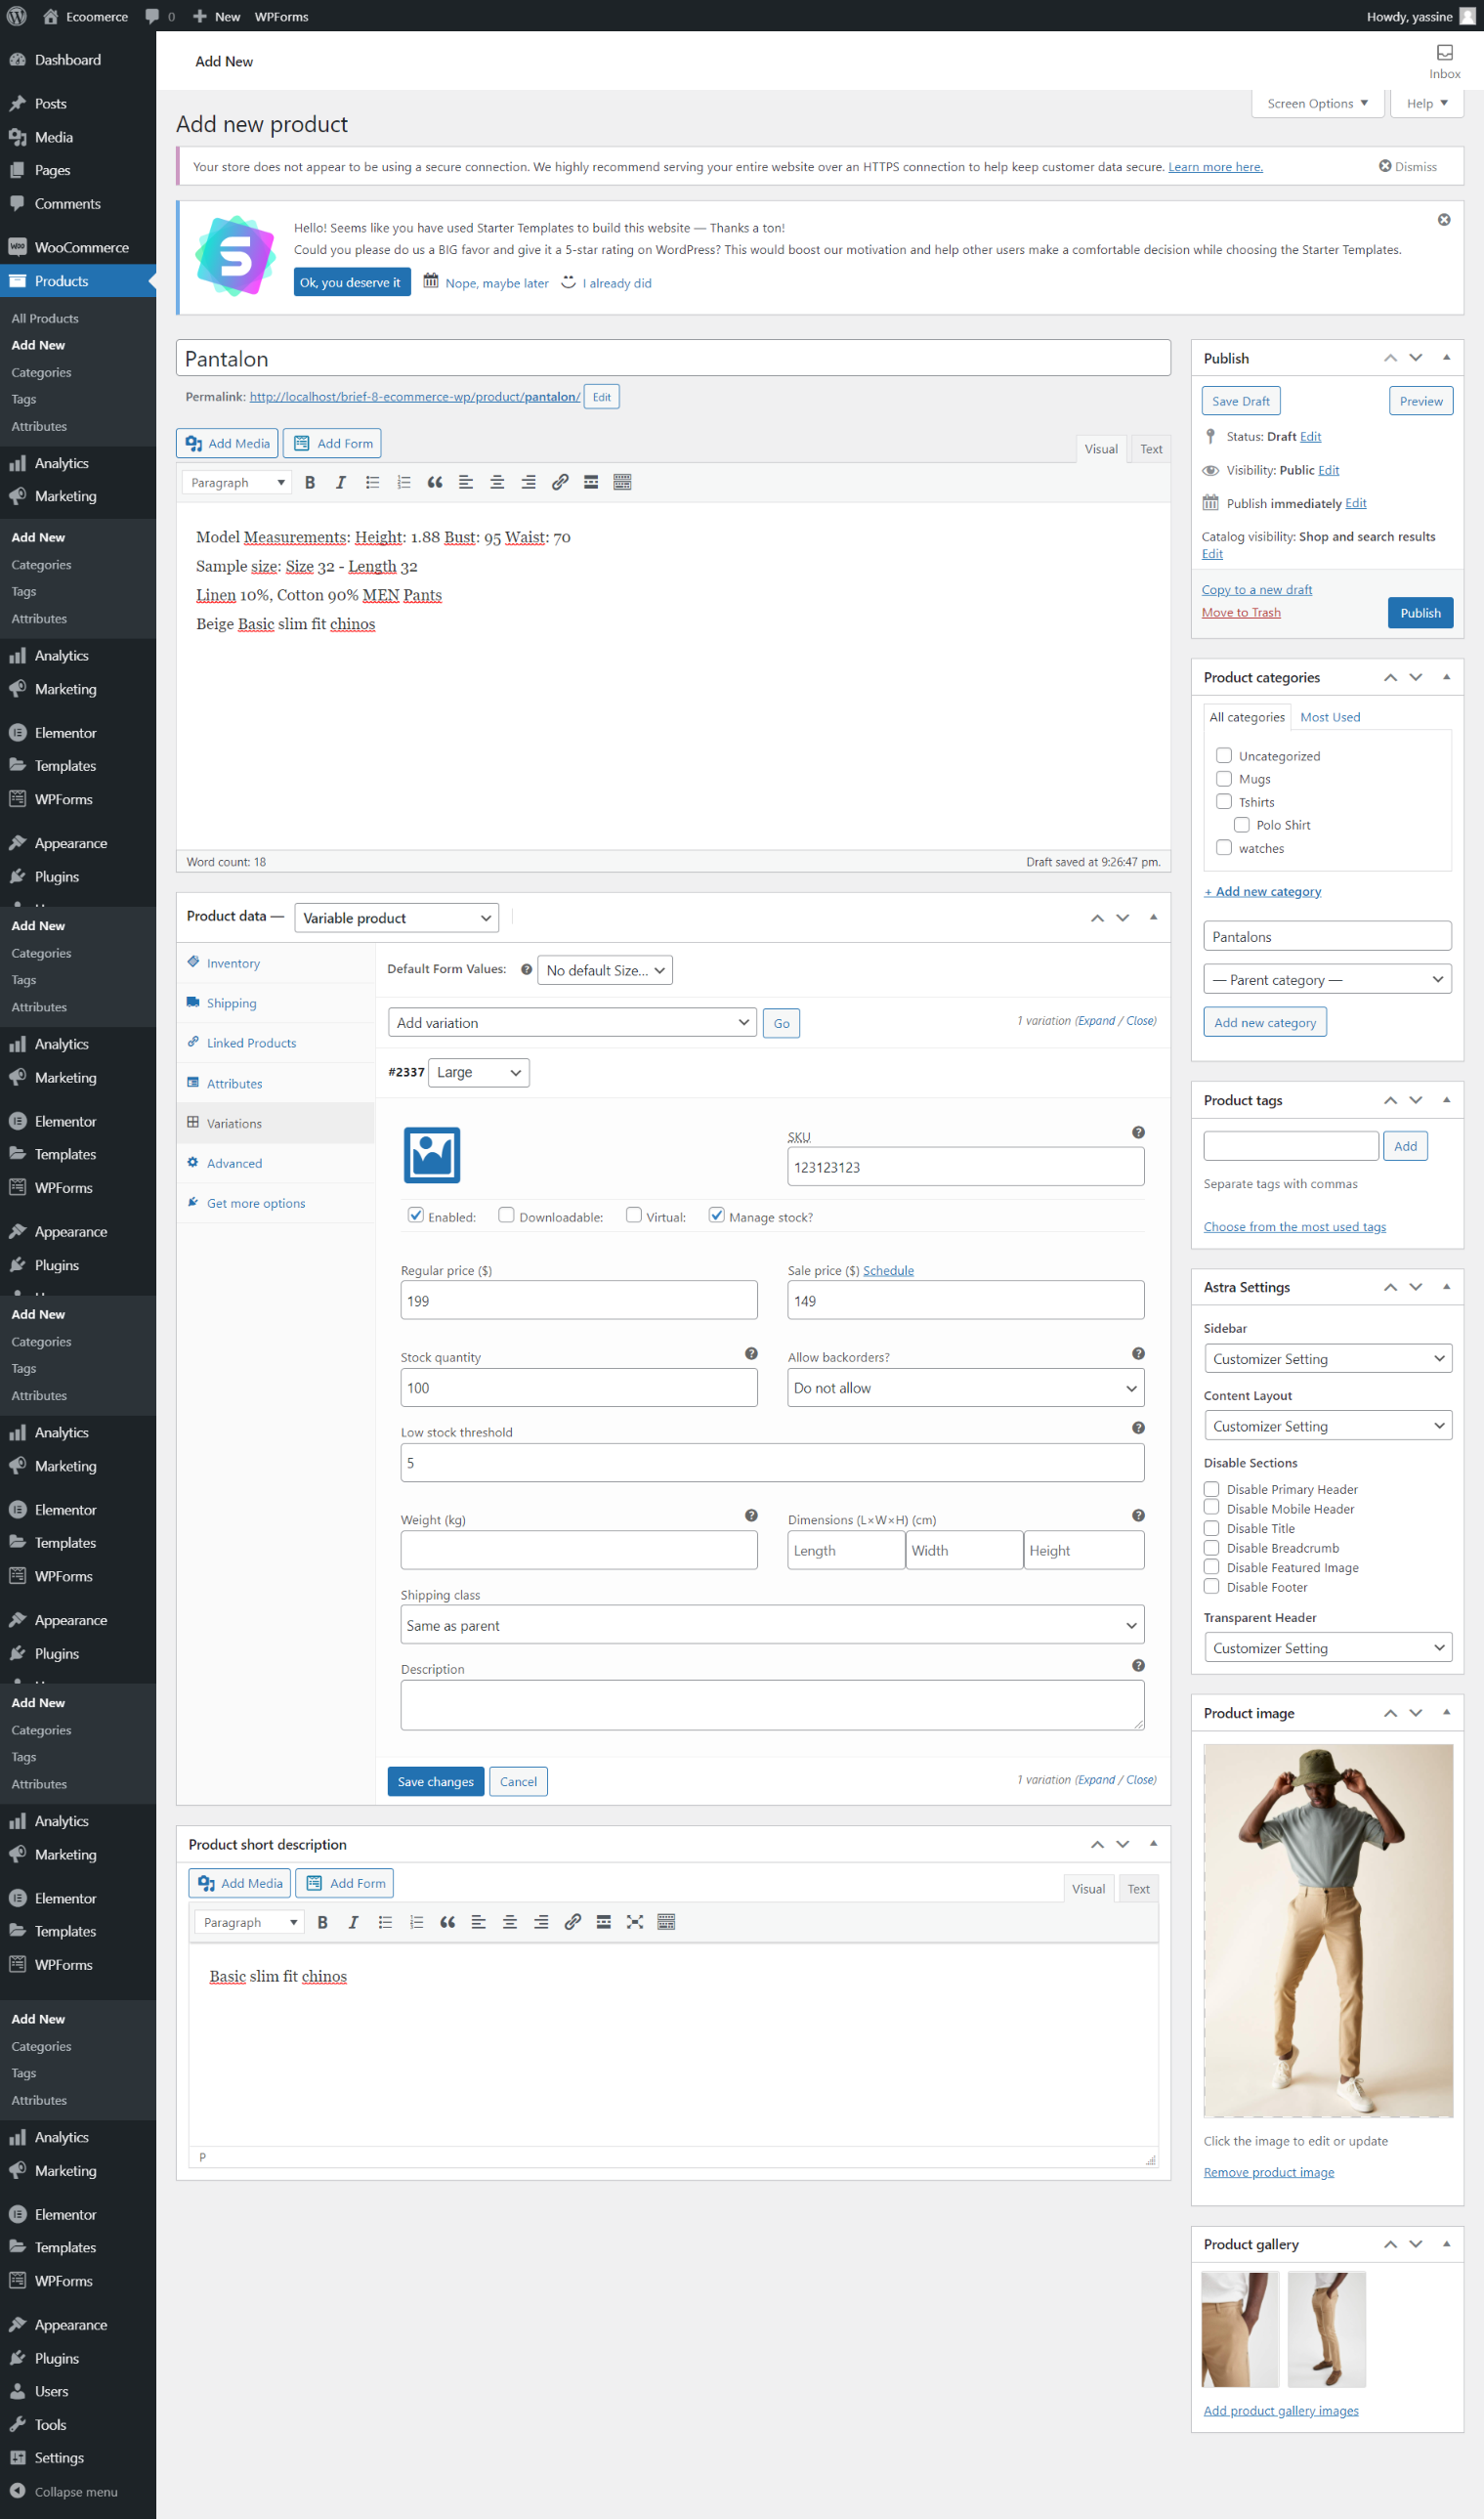 Ecoomerce
0
New
WPForms
Howdy, yassine
Dashboard
Posts
Media
Pages
Comments
WooCommerce
Products
All Products
Add New
Categories
Tags
Attributes
Analytics
Marketing
Add New
Categories
Tags
Attributes
Analytics
Marketing
Elementor
Templates
WPForms
Appearance
Plugins
Add New
Categories
Tags
Attributes
Analytics
Marketing
Elementor
Templates
WPForms
Appearance
Plugins
Add New
Categories
Tags
Attributes
Analytics
Marketing
Elementor
Templates
WPForms
Appearance
Plugins
Add New
Categories
Tags
Attributes
Analytics
Marketing
Elementor
Templates
WPForms
Add New
Categories
Tags
Attributes
Analytics
Marketing
Elementor
Templates
WPForms
Appearance
Plugins
Users
Tools
Settings
Collapse menu
Add New
Inbox
Screen Options
Help
Add new product
Your store does not appear to be using a secure connection. We highly recommend serving your entire website over an HTTPS connection to help keep customer data secure. Learn more here.
Dismiss
Hello! Seems like you have used Starter Templates to build this website — Thanks a ton!
Could you please do us a BIG favor and give it a 5-star rating on WordPress? This would boost our motivation and help other users make a comfortable decision while choosing the Starter Templates.
Ok, you deserve it
Nope, maybe later
I already did
Pantalon
Permalink: http://localhost/brief-8-ecommerce-wp/product/pantalon/ Edit
Add Media
Add Form
Visual
Text
Paragraph
Model Measurements: Height: 1.88 Bust: 95 Waist: 70
Sample size: Size 32 - Length 32
Linen 10%, Cotton 90% MEN Pants
Beige Basic slim fit chinos
Word count: 18
Draft saved at 9:26:47 pm.
Product data — Variable product
Inventory
Shipping
Linked Products
Attributes
Variations
Advanced
Get more options
Default Form Values: No default Size...
Add variation
Go
1 variation (Expand / Close)
#2337 Large
SKU
123123123
Enabled:
Downloadable:
Virtual:
Manage stock?
Regular price ($)
199
Sale price ($) Schedule
149
Stock quantity
100
Allow backorders?
Do not allow
Low stock threshold
5
Weight (kg)
Dimensions (L×W×H) (cm)
Length
Width
Height
Shipping class
Same as parent
Description
Save changes
Cancel
1 variation (Expand / Close)
Product short description
Add Media
Add Form
Visual
Text
Paragraph
Basic slim fit chinos
P
Publish
Save Draft
Preview
Status: Draft Edit
Visibility: Public Edit
Publish immediately Edit
Catalog visibility: Shop and search results
Edit
Copy to a new draft
Move to Trash
Publish
Product categories
All categories
Most Used
Uncategorized
Mugs
Tshirts
Polo Shirt
watches
+ Add new category
Pantalons
— Parent category —
Add new category
Product tags
Add
Separate tags with commas
Choose from the most used tags
Astra Settings
Sidebar
Customizer Setting
Content Layout
Customizer Setting
Disable Sections
Disable Primary Header
Disable Mobile Header
Disable Title
Disable Breadcrumb
Disable Featured Image
Disable Footer
Transparent Header
Customizer Setting
Product image
Click the image to edit or update
Remove product image
Product gallery
Add product gallery images